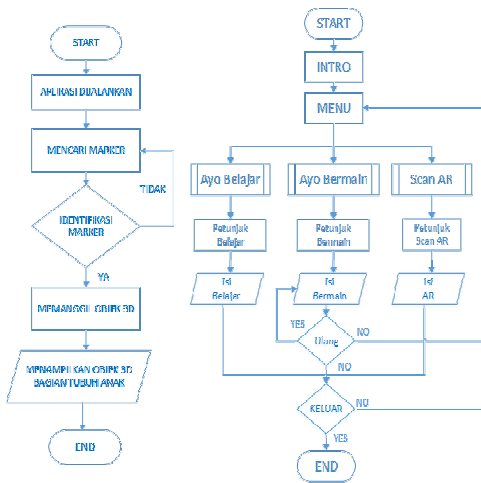 START
APLIKASI DIJALANKAN
MENCARI MARKER
TIDAK
IDENTIFIKASI
MARKER
YA
MEMANGGIL OBJEK 3D
MENAMPILKAN OBJEK 3D
BAGIAN TUBUH ANAK
END
START
INTRO
MENU
Ayo Belajar
Ayo Bermain
Scan AR
Petunjuk
Belajar
Petunjuk
Bermain
Petunjuk
Scan AR
Isi
Belajar
Isi
Bermain
Isi
AR
YES
Ulang
NO
NO
KELUAR
NO
YES
END